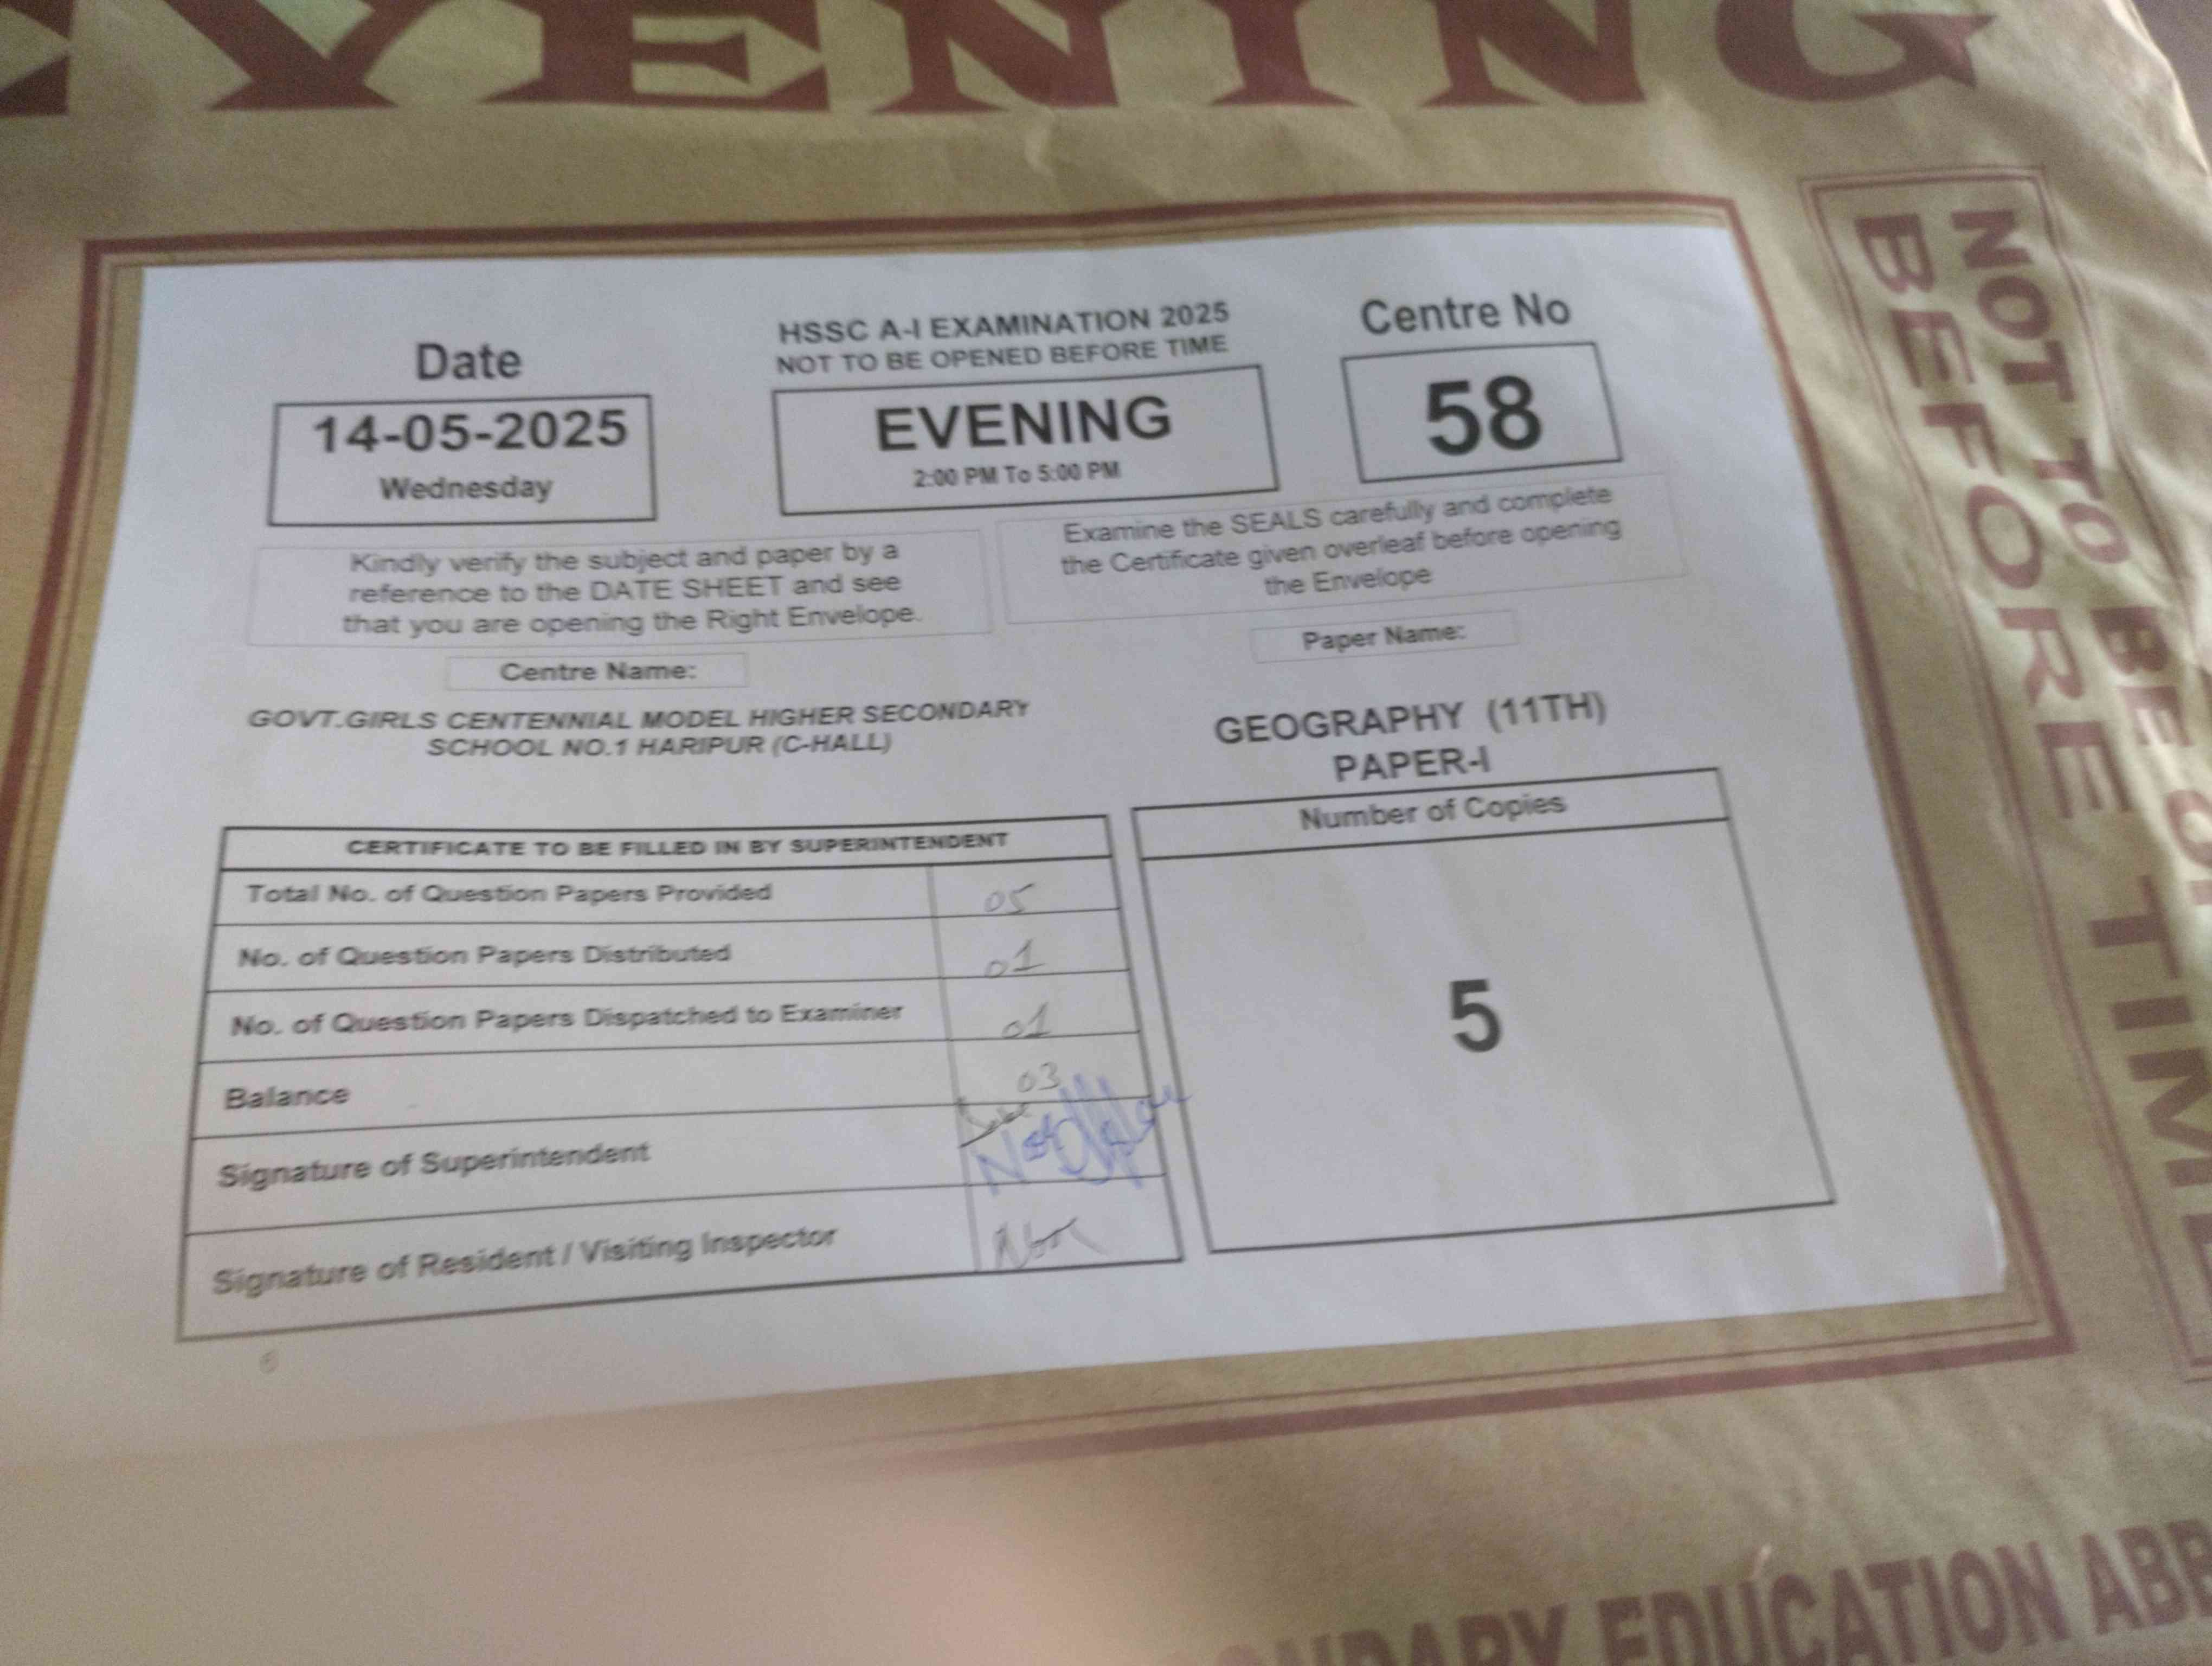 EVENING
Date
14-05-2025
Wednesday
HSSC A-I EXAMINATION 2025
NOT TO BE OPENED BEFORE TIME
EVENING
2:00 PM To 5:00 PM
Centre No
58
Kindly verify the subject and paper by a
reference to the DATE SHEET and see
that you are opening the Right Envelope.
Examine the SEALS carefully and complete
the Certificate given overleaf before opening
the Envelope
Centre Name:
GOVT.GIRLS CENTENNIAL MODEL HIGHER SECONDARY
SCHOOL NO.1 HARIPUR (C-HALL)
Paper Name:
GEOGRAPHY (11TH)
PAPER-I
CERTIFICATE TO BE FILLED IN BY SUPERINTENDENT
Total No. of Question Papers Provided 05
No. of Question Papers Distributed 01
No. of Question Papers Dispatched to Examiner 01
Balance 03
Signature of Superintendent
Signature of Resident / Visiting Inspector
Number of Copies
5
NOT TO BE O
BEFORE TIME
EDUCATION